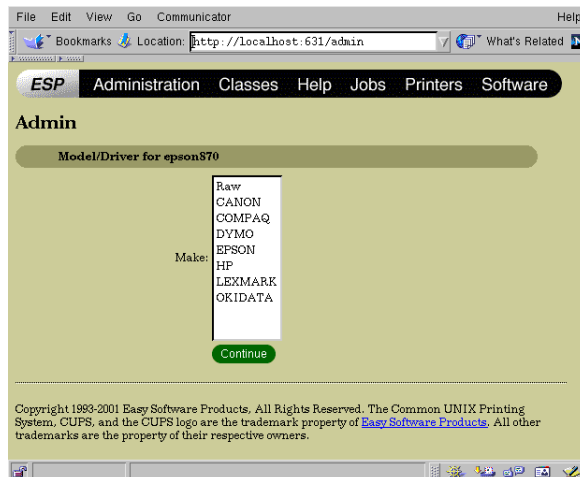 File Edit View Go Communicator Help
Bookmarks Location: http://localhost:631/admin What's Related
ESP Administration Classes Help Jobs Printers Software
Admin
Model/Driver for epson870
Raw
CANON
COMPAQ
DYMO
Make: EPSON
HP
LEXMARK
OKIDATA
Continue
Copyright 1993-2001 Easy Software Products, All Rights Reserved. The Common UNIX Printing
System, CUPS, and the CUPS logo are the trademark property of Easy Software Products. All other
trademarks are the property of their respective owners.